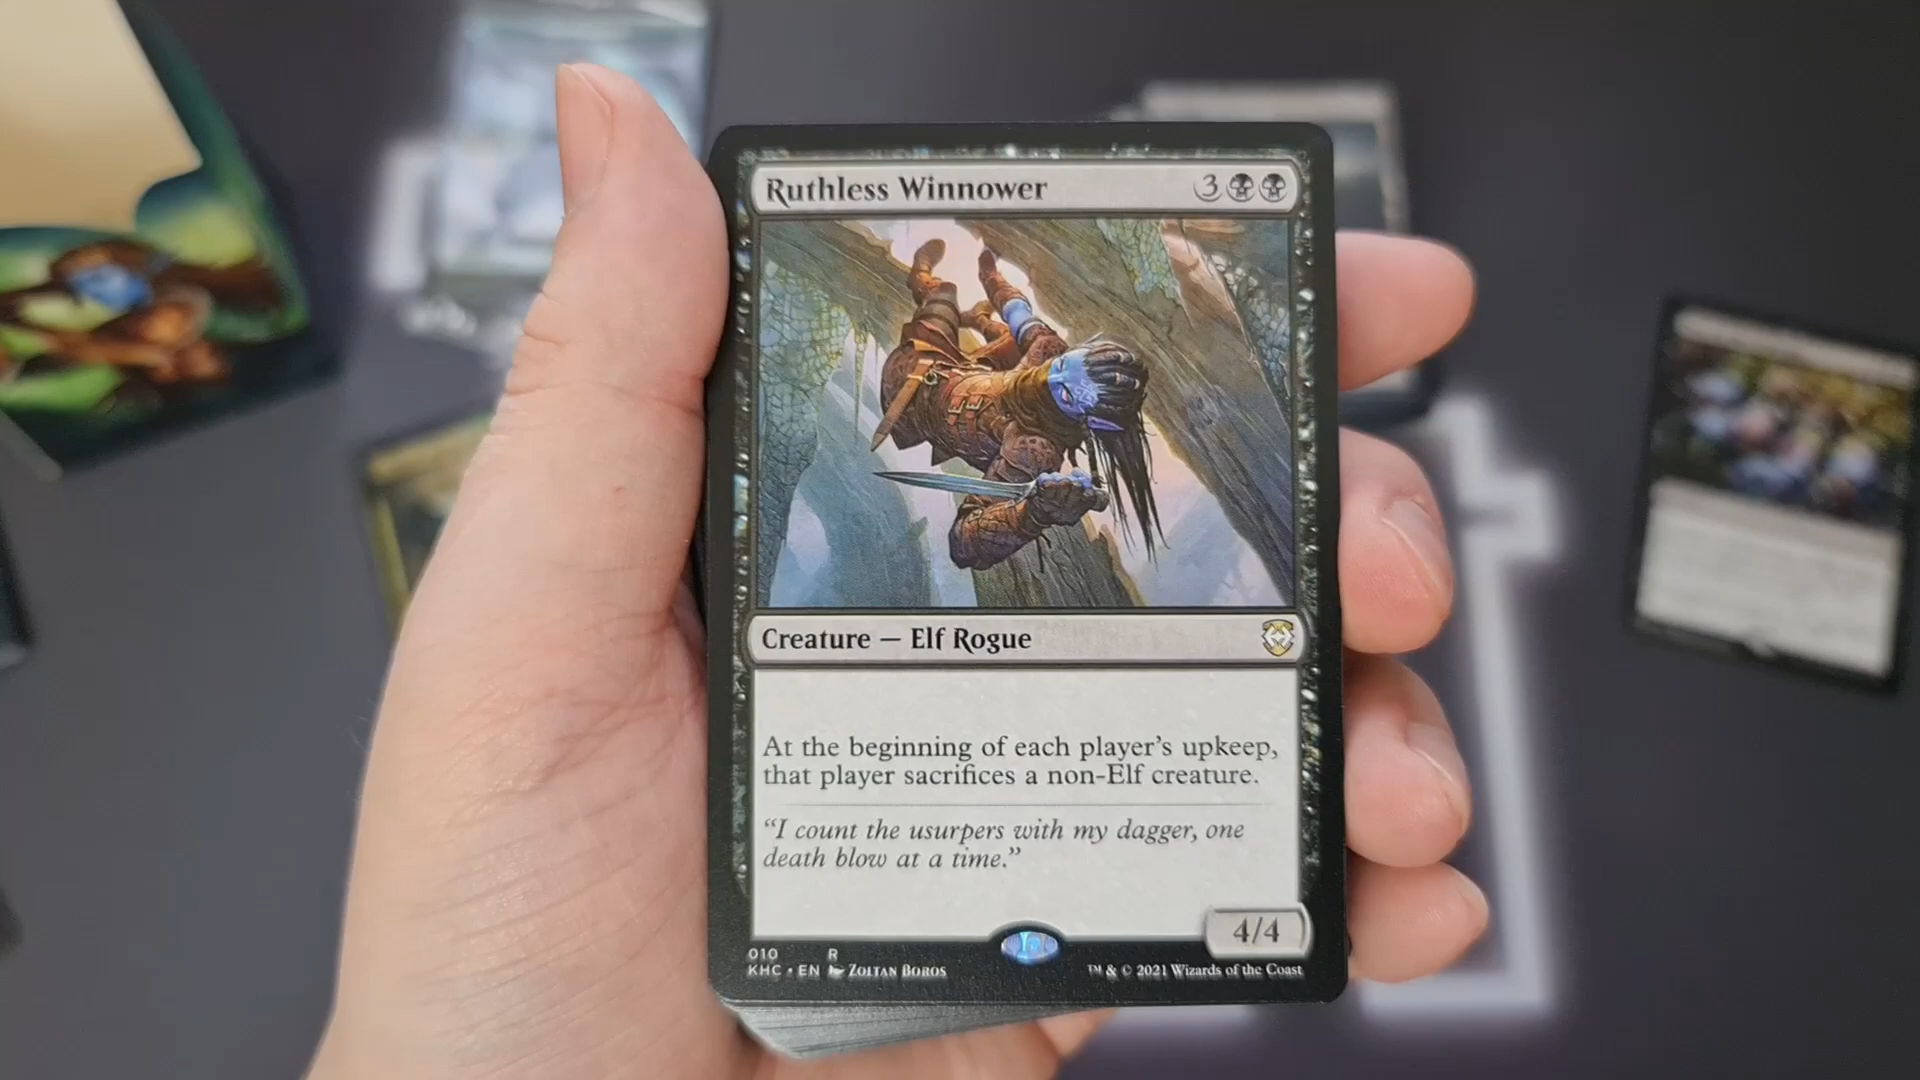 Ruthless Winnower 3
Creature — Elf Rogue
At the beginning of each player's upkeep,
that player sacrifices a non-Elf creature.
“I count the usurpers with my dagger, one
death blow at a time.”
4/4
010 R
KHC • EN Zoltan Boros
™ & © 2021 Wizards of the Coast